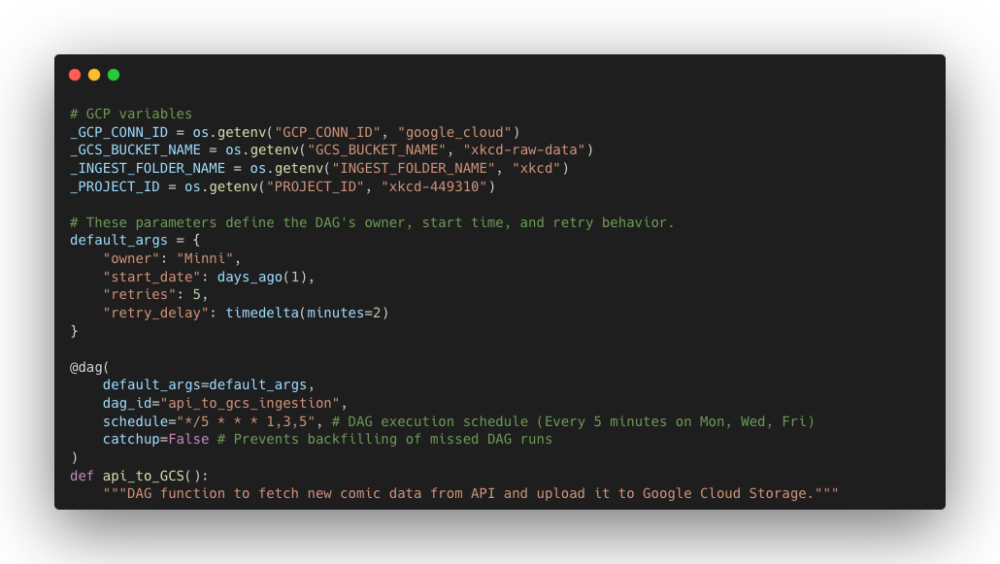 # GCP variables
_GCP_CONN_ID = os.getenv("GCP_CONN_ID", "google_cloud")
_GCS_BUCKET_NAME = os.getenv("GCS_BUCKET_NAME", "xkcd-raw-data")
_INGEST_FOLDER_NAME = os.getenv("INGEST_FOLDER_NAME", "xkcd")
_PROJECT_ID = os.getenv("PROJECT_ID", "xkcd-449310")

# These parameters define the DAG's owner, start time, and retry behavior.
default_args = {
    "owner": "Minni",
    "start_date": days_ago(1),
    "retries": 5,
    "retry_delay": timedelta(minutes=2)
}

@dag(
    default_args=default_args,
    dag_id="api_to_gcs_ingestion",
    schedule="*/5 * * * 1,3,5", # DAG execution schedule (Every 5 minutes on Mon, Wed, Fri)
    catchup=False # Prevents backfilling of missed DAG runs
)
def api_to_GCS():
    """DAG function to fetch new comic data from API and upload it to Google Cloud Storage."""